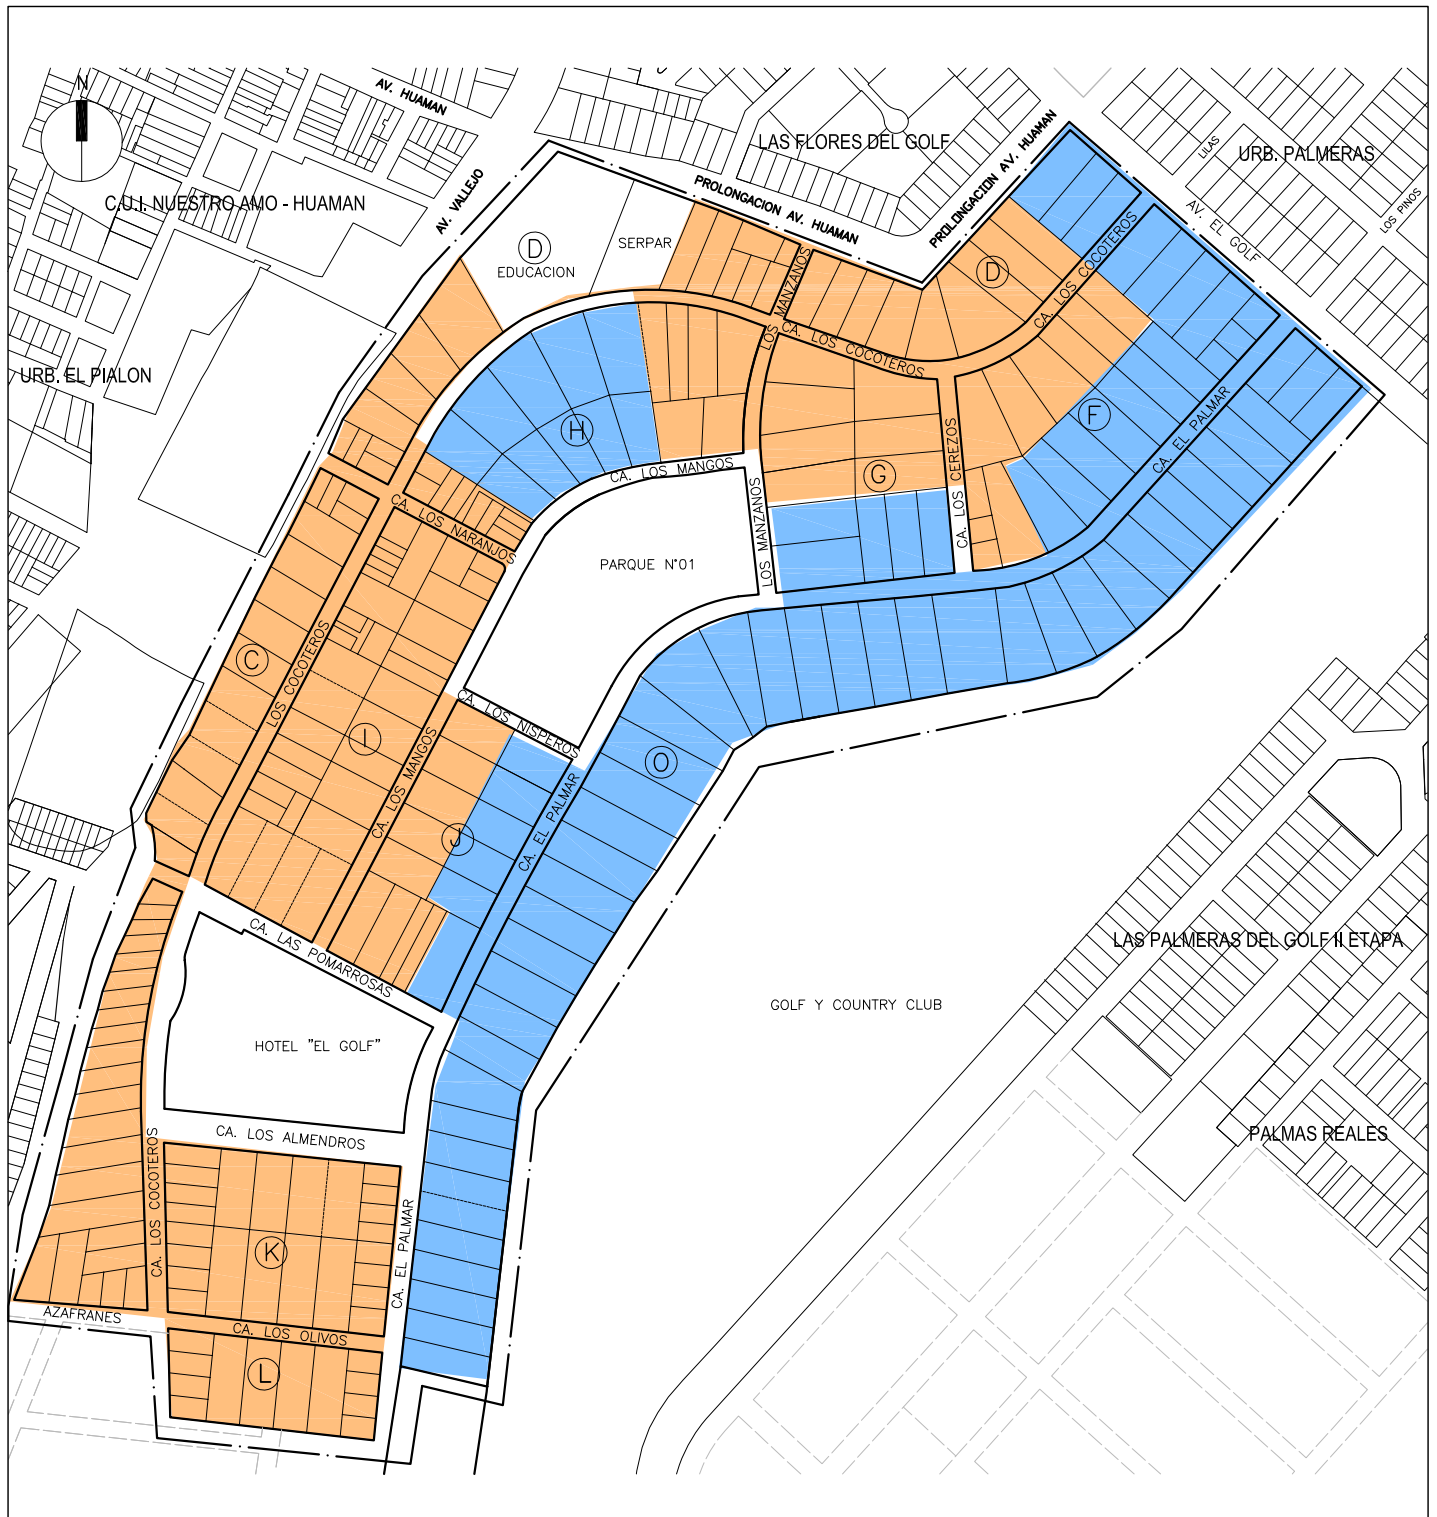 N
AV. HUAMAN
LAS FLORES DEL GOLF
PROLONGACION AV. HUAMAN
LILAS
URB. PALMERAS
LOS PINOS
C.U.I. NUESTRO AMO - HUAMAN
AV. VALLEJO
PROLONGACION AV. HUAMAN
AV. EL GOLF
D
EDUCACION
SERPAR
LOS MANZANOS
D
CA. LOS COCOTEROS
CA. LOS COCOTEROS
URB. EL PIALON
H
F
CA. EL PALMAR
CA. LOS MANGOS
G
CA. LOS CEREZOS
CA. LOS NARANJOS
LOS MANZANOS
PARQUE N°01
C
LOS COCOTEROS
I
CA. LOS NISPEROS
CA. LOS MANGOS
O
J
CA. EL PALMAR
CA. LAS POMARROSAS
LAS PALMERAS DEL GOLF II ETAPA
GOLF Y COUNTRY CLUB
HOTEL "EL GOLF"
CA. LOS ALMENDROS
PALMAS REALES
CA. LOS COCOTEROS
K
CA. EL PALMAR
AZAFRANES
CA. LOS OLIVOS
L